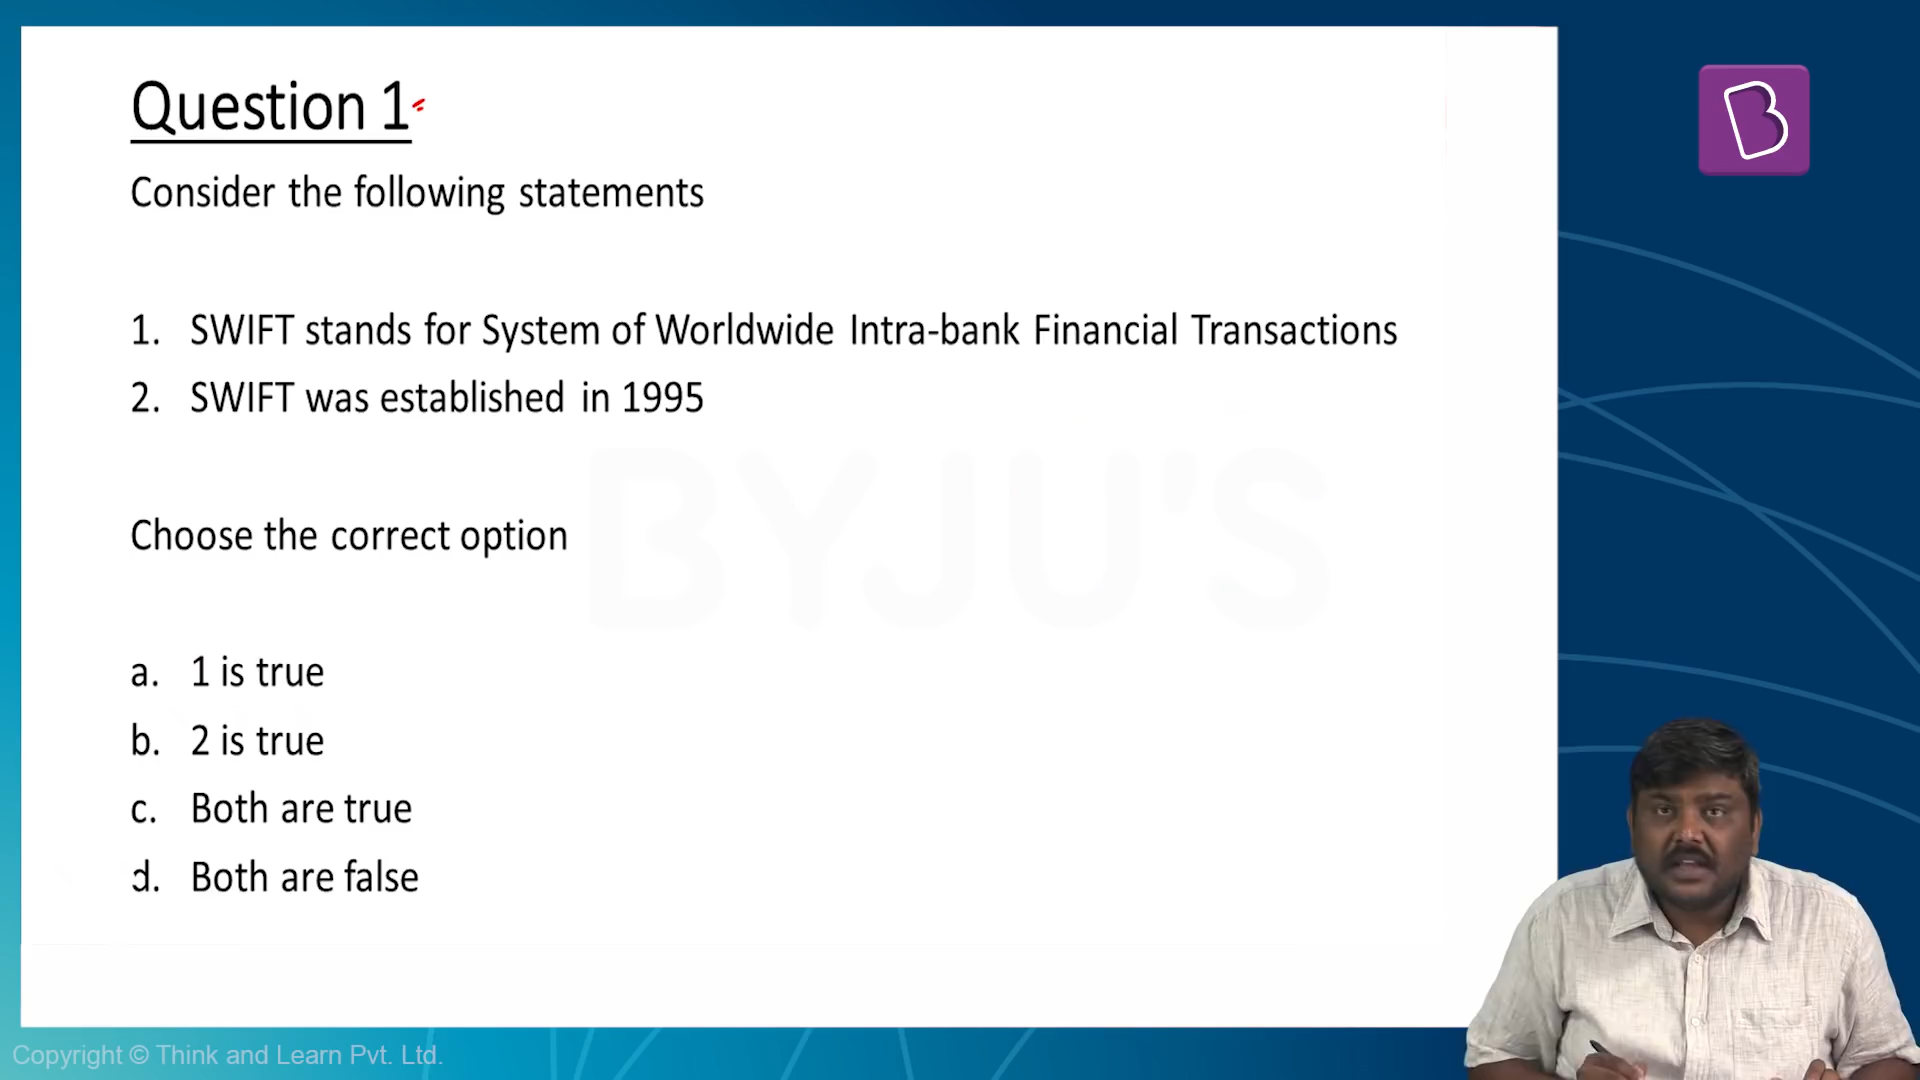 Question 1
Consider the following statements
1. SWIFT stands for System of Worldwide Intra-bank Financial Transactions
2. SWIFT was established in 1995
BYJU'S
Choose the correct option
a. 1 is true
b. 2 is true
c. Both are true
d. Both are false
Copyright © Think and Learn Pvt. Ltd.
B